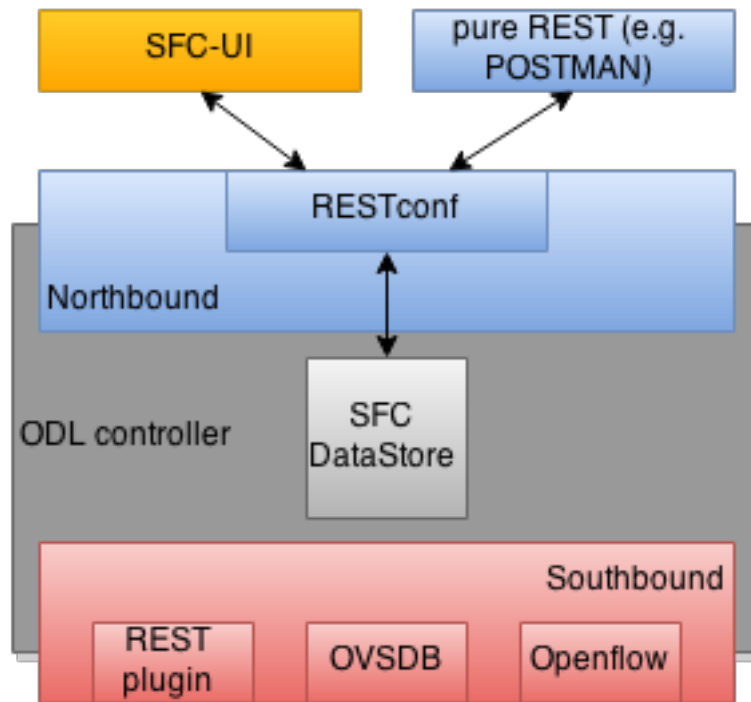 SFC-UI
pure REST (e.g.
POSTMAN)
RESTconf
Northbound
SFC
DataStore
ODL controller
Southbound
REST
plugin
OVSDB
Openflow